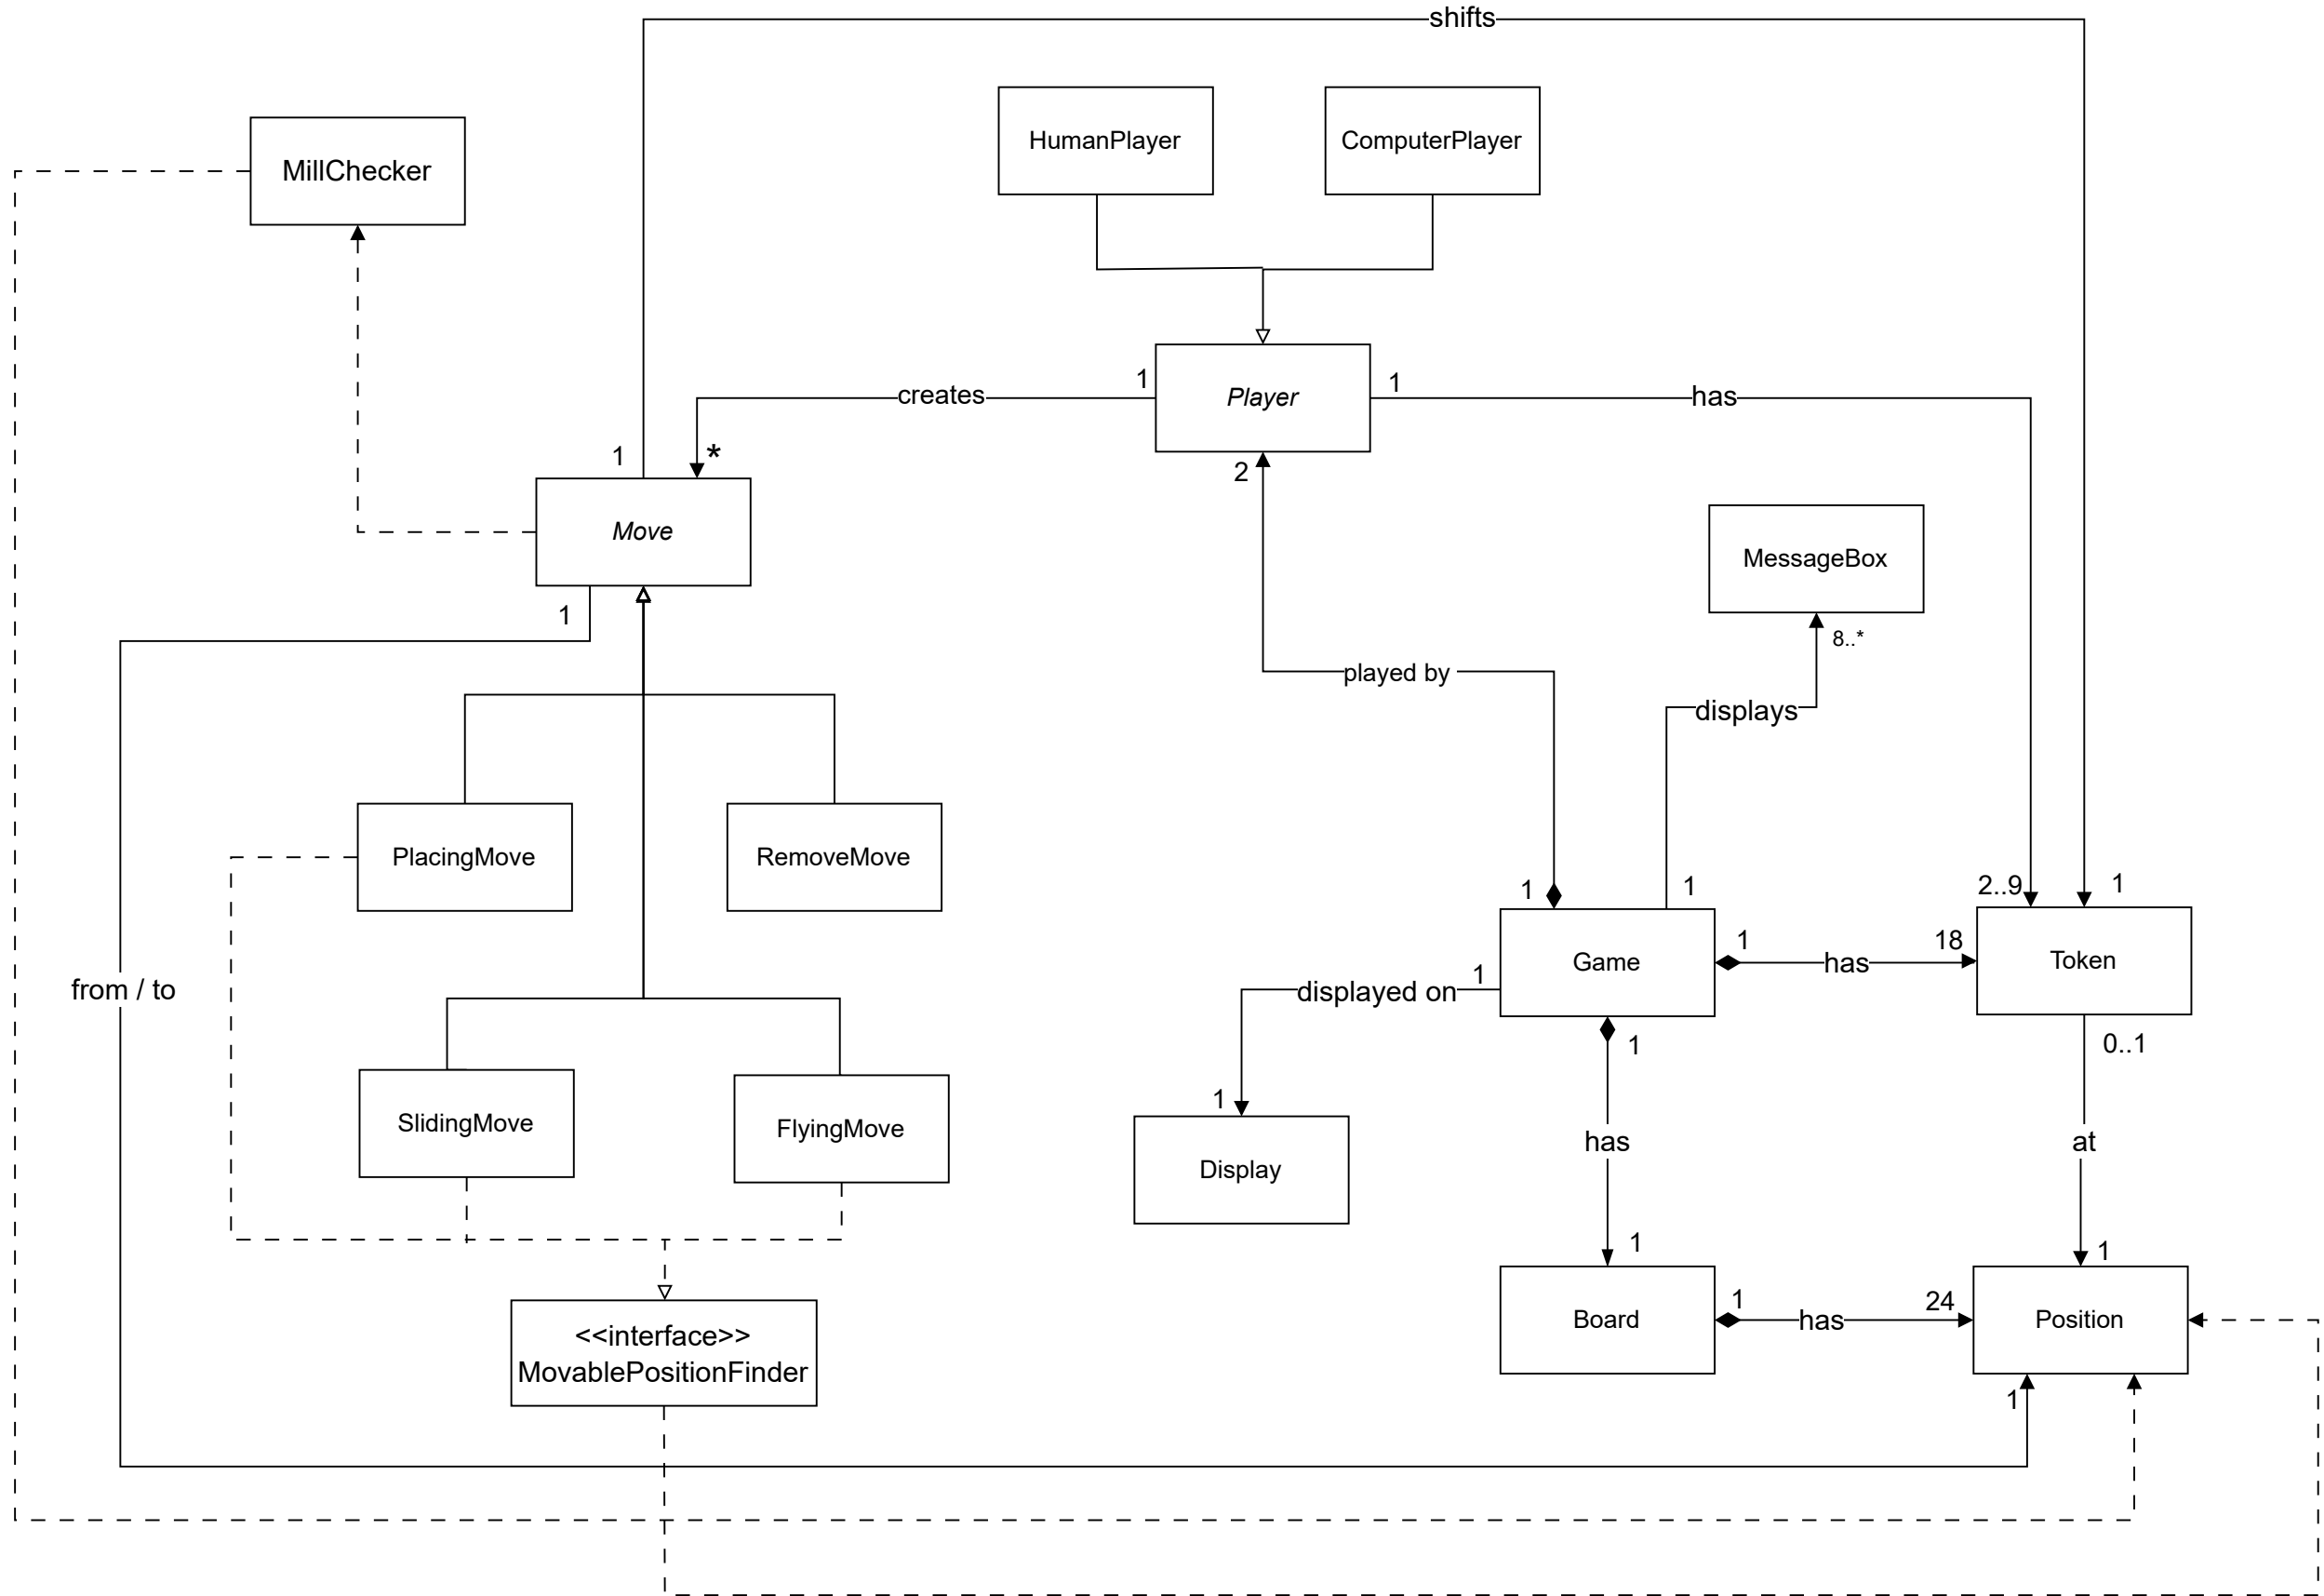 shifts
HumanPlayer
ComputerPlayer
MillChecker
Player
1
creates
1
has
1
*
2
Move
MessageBox
1
8..*
played by
displays
PlacingMove
RemoveMove
1
1
2..9
1
Game
1
has
18
Token
from / to
displayed on
1
1
0..1
SlidingMove
FlyingMove
1
Display
has
at
1
1
<<interface>>
MovablePositionFinder
Board
1
has
24
Position
1